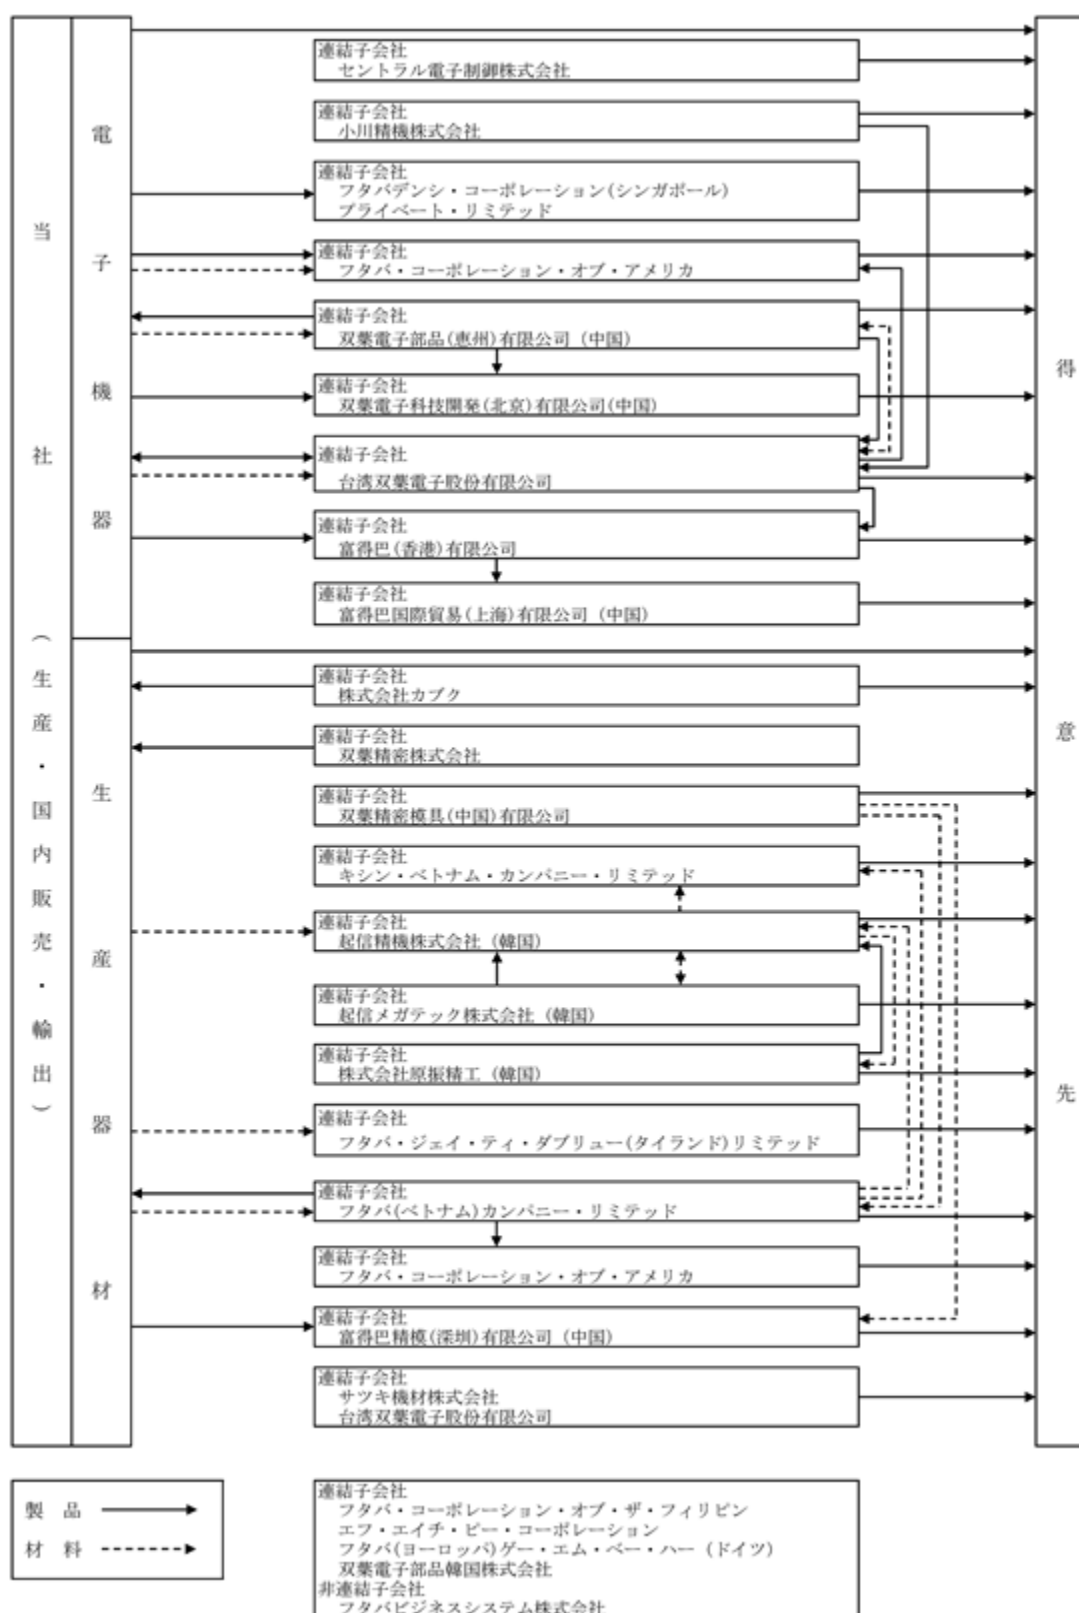 当社（生産・国内販売・輸出）
電子機器
連結子会社
セントラル電子制御株式会社
連結子会社
小川精機株式会社
連結子会社
フタバデンシ・コーポレーション(シンガポール)
プライベート・リミテッド
連結子会社
フタバ・コーポレーション・オブ・アメリカ
連結子会社
双葉電子部品(恵州)有限公司（中国）
連結子会社
双葉電子科技開発(北京)有限公司(中国)
連結子会社
台湾双葉電子股份有限公司
連結子会社
富得巴(香港)有限公司
連結子会社
富得巴国際貿易(上海)有限公司（中国）
生産器材
連結子会社
株式会社カブク
連結子会社
双葉精密株式会社
連結子会社
双葉精密模具(中国)有限公司
連結子会社
キシン・ベトナム・カンパニー・リミテッド
連結子会社
起信精機株式会社（韓国）
連結子会社
起信メガテック株式会社（韓国）
連結子会社
株式会社原振精工（韓国）
連結子会社
フタバ・ジェイ・ティ・ダブリュー(タイランド)リミテッド
連結子会社
フタバ(ベトナム)カンパニー・リミテッド
連結子会社
フタバ・コーポレーション・オブ・アメリカ
連結子会社
富得巴精模(深圳)有限公司（中国）
連結子会社
サツキ機材株式会社
台湾双葉電子股份有限公司
得意先
製品
材料
連結子会社
フタバ・コーポレーション・オブ・ザ・フィリピン
エフ・エイチ・ピー・コーポレーション
フタバ(ヨーロッパ)ゲー・エム・ベー・ハー（ドイツ）
双葉電子部品韓国株式会社
非連結子会社
フタバビジネスシステム株式会社